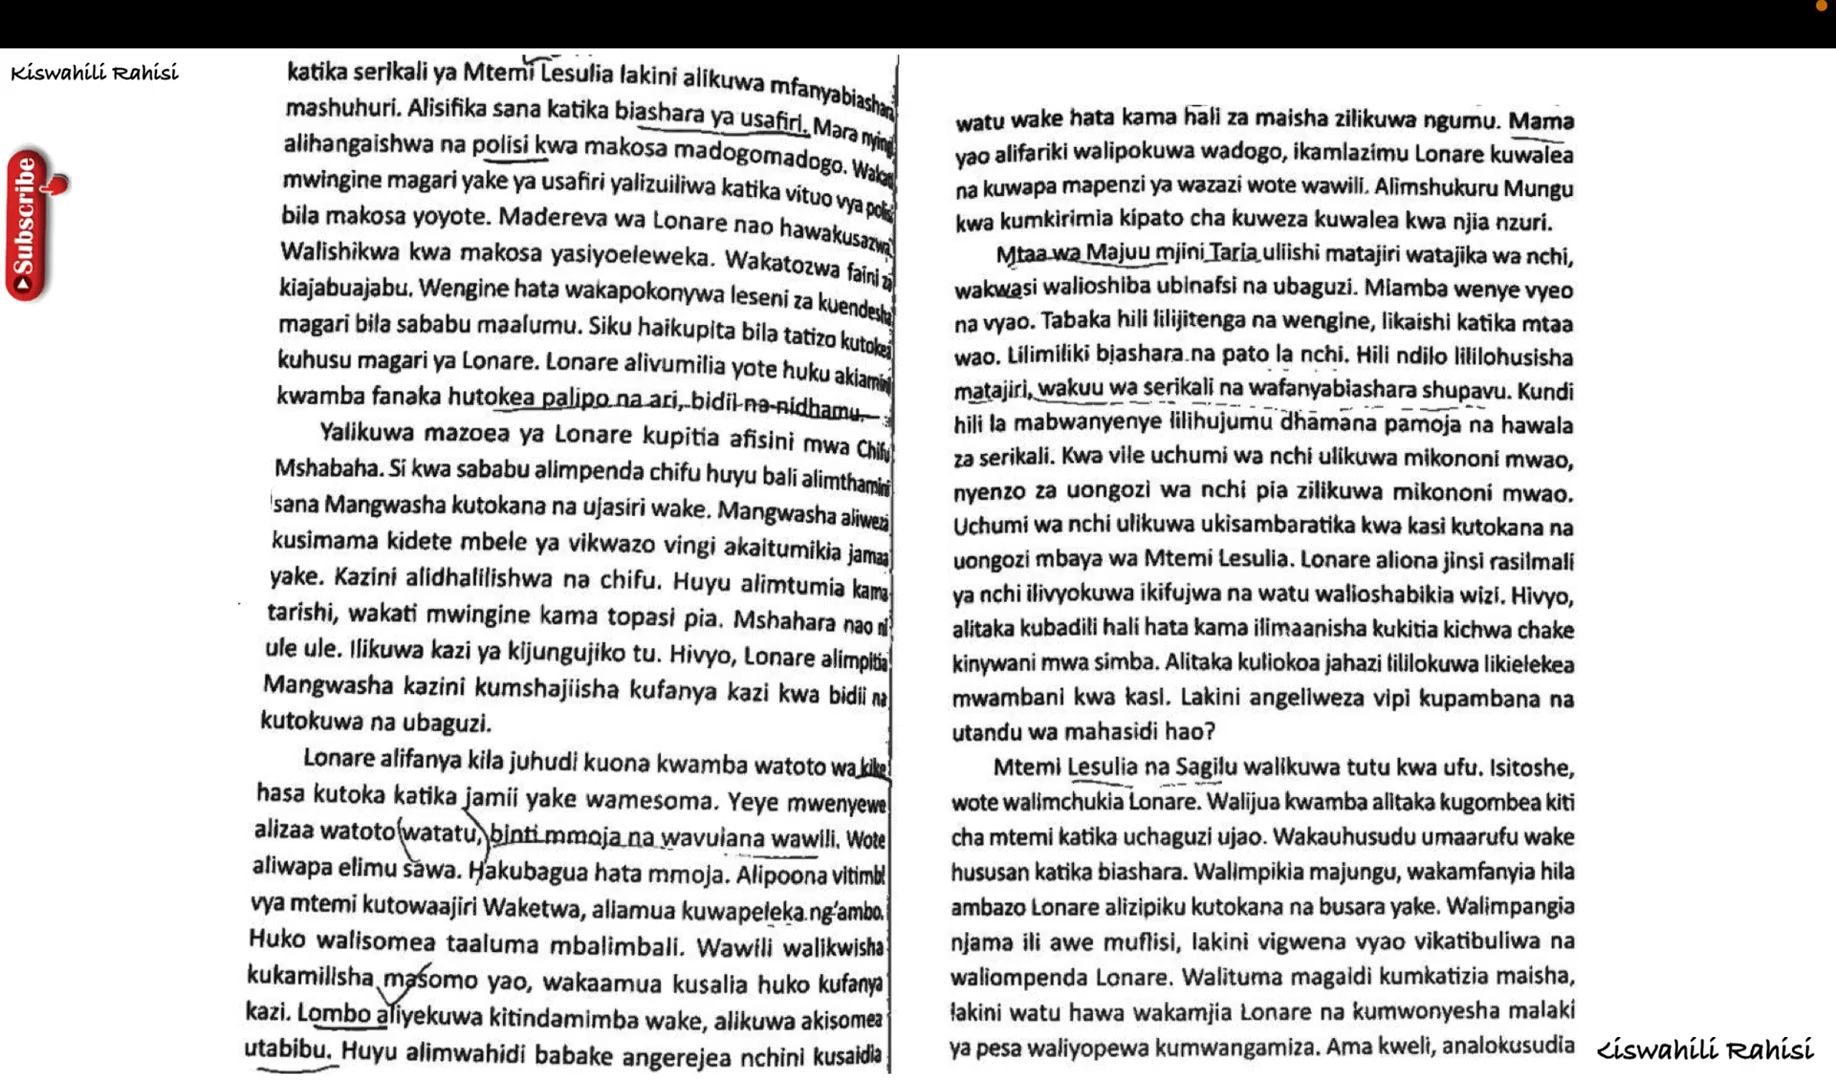 Kiswahili Rahisi
Subscribe
katika serikali ya Mtemi Lesulia lakini alikuwa mfanyabiashara
mashuhuri. Alisifika sana katika biashara ya usafiri. Mara nyingi
alihangaishwa na polisi kwa makosa madogomadogo. Wakati
mwingine magari yake ya usafiri yalizuiliwa katika vituo vya polisi
bila makosa yoyote. Madereva wa Lonare nao hawakusazwa.
Walishikwa kwa makosa yasiyoeleweka. Wakatozwa faini za
kiajabuajabu. Wengine hata wakapokonywa leseni za kuendesha
magari bila sababu maalumu. Siku haikupita bila tatizo kutokea
kuhusu magari ya Lonare. Lonare alivumilia yote huku akiamini
kwamba fanaka hutokea palipo na ari, bidii na nidhamu.
Yalikuwa mazoea ya Lonare kupitia afisini mwa Chifu
Mshabaha. Si kwa sababu alimpenda chifu huyu bali alimthamini
sana Mangwasha kutokana na ujasiri wake. Mangwasha aliweza
kusimama kidete mbele ya vikwazo vingi akaitumikia jamaa
yake. Kazini alidhalilishwa na chifu. Huyu alimtumia kama
tarishi, wakati mwingine kama topasi pia. Mshahara nao ni
ule ule. Ilikuwa kazi ya kijungujiko tu. Hivyo, Lonare alimpitia
Mangwasha kazini kumshajiisha kufanya kazi kwa bidii na
kutokuwa na ubaguzi.
Lonare alifanya kila juhudi kuona kwamba watoto wa kike
hasa kutoka katika jamii yake wamesoma. Yeye mwenyewe
alizaa watoto watatu, binti mmoja na wavulana wawili. Wote
aliwapa elimu sawa. Hakubagua hata mmoja. Alipoona vitimbi
vya mtemi kutowaajiri Waketwa, aliamua kuwapeleka ng'ambo.
Huko walisomea taaluma mbalimbali. Wawili walikwisha
kukamilisha masomo yao, wakaamua kusalia huko kufanya
kazi. Lombo aliyekuwa kitindamimba wake, alikuwa akisomea
utabibu. Huyu alimwahidi babake angerejea nchini kusaidia
watu wake hata kama hali za maisha zilikuwa ngumu. Mama
yao alifariki walipokuwa wadogo, ikamlazimu Lonare kuwalea
na kuwapa mapenzi ya wazazi wote wawili. Alimshukuru Mungu
kwa kumkirimia kipato cha kuweza kuwalea kwa njia nzuri.
Mtaa wa Majuu mjini Taria uliishi matajiri watajika wa nchi,
wakwasi walioshiba ubinafsi na ubaguzi. Miamba wenye vyeo
na vyao. Tabaka hili lilijitenga na wengine, likaishi katika mtaa
wao. Lilimiliki biashara na pato la nchi. Hili ndilo lililohusisha
matajiri, wakuu wa serikali na wafanyabiashara shupavu. Kundi
hili la mabwanyenye lilihujumu dhamana pamoja na hawala
za serikali. Kwa vile uchumi wa nchi ulikuwa mikononi mwao,
nyenzo za uongozi wa nchi pia zilikuwa mikononi mwao.
Uchumi wa nchi ulikuwa ukisambaratika kwa kasi kutokana na
uongozi mbaya wa Mtemi Lesulia. Lonare aliona jinsi rasilmali
ya nchi ilivyokuwa ikifujwa na watu walioshabikia wizi. Hivyo,
alitaka kubadili hali hata kama ilimaanisha kukitia kichwa chake
kinywani mwa simba. Alitaka kuliokoa jahazi lililokuwa likielekea
mwambani kwa kasi. Lakini angeliweza vipi kupambana na
utandu wa mahasidi hao?
Mtemi Lesulia na Sagilu walikuwa tutu kwa ufu. Isitoshe,
wote walimchukia Lonare. Walijua kwamba alitaka kugombea kiti
cha mtemi katika uchaguzi ujao. Wakauhusudu umaarufu wake
hususan katika biashara. Walimpikia majungu, wakamfanyia hila
ambazo Lonare alizipiku kutokana na busara yake. Walimpangia
njama ili awe muflisi, lakini vigwena vyao vikatibuliwa na
waliompenda Lonare. Walituma magaidi kumkatizia maisha,
lakini watu hawa wakamjia Lonare na kumwonyesha malaki
ya pesa waliyopewa kumwangamiza. Ama kweli, analokusudia
Kiswahili Rahisi